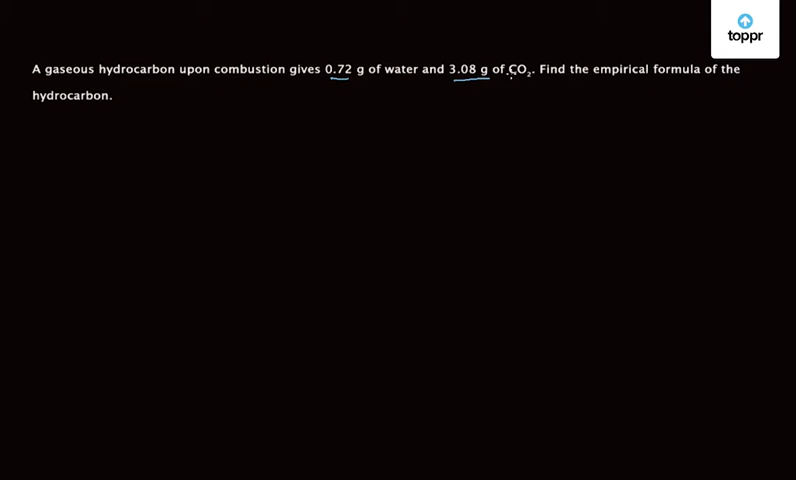 toppr
A gaseous hydrocarbon upon combustion gives 0.72 g of water and 3.08 g of CO₂. Find the empirical formula of the
hydrocarbon.